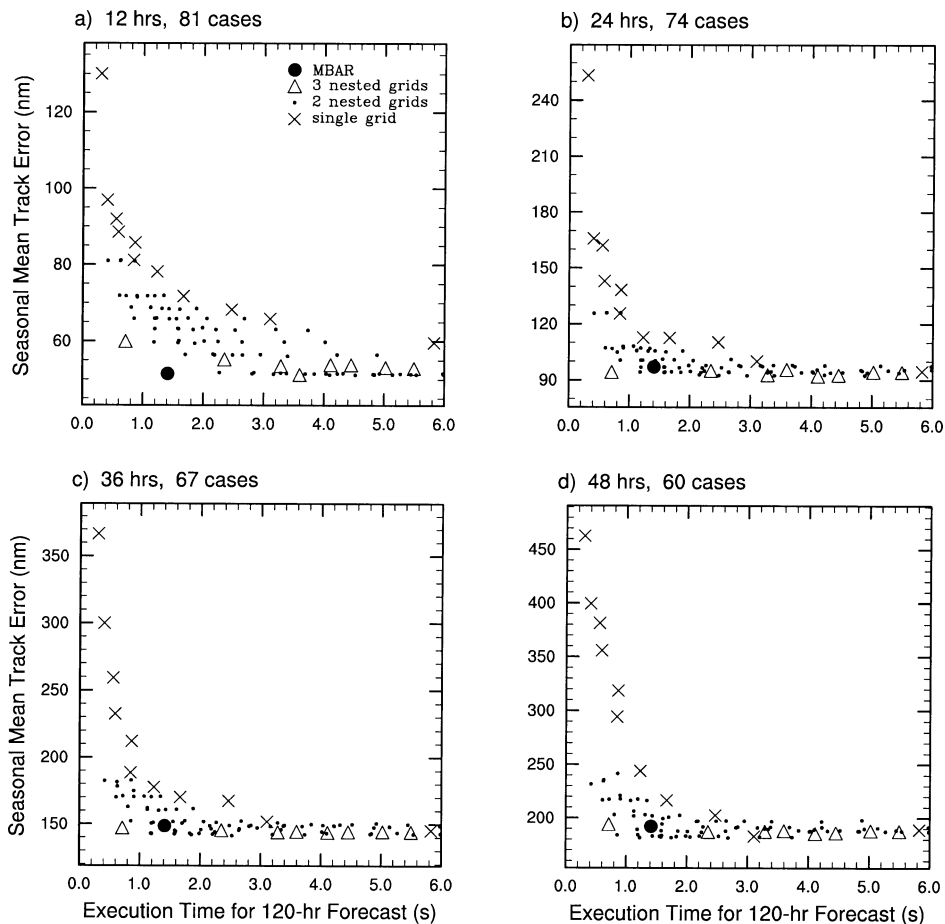 a) 12 hrs, 81 cases
Seasonal Mean Track Error (nm)
120
100
80
60
0.0 1.0 2.0 3.0 4.0 5.0 6.0
MBAR
3 nested grids
2 nested grids
single grid
b) 24 hrs, 74 cases
240
210
180
150
120
90
0.0 1.0 2.0 3.0 4.0 5.0 6.0
c) 36 hrs, 67 cases
Seasonal Mean Track Error (nm)
350
300
250
200
150
0.0 1.0 2.0 3.0 4.0 5.0 6.0
Execution Time for 120-hr Forecast (s)
d) 48 hrs, 60 cases
450
400
350
300
250
200
0.0 1.0 2.0 3.0 4.0 5.0 6.0
Execution Time for 120-hr Forecast (s)